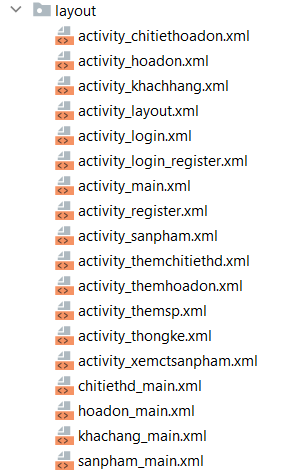 layout
activity_chitiethoadon.xml
activity_hoadon.xml
activity_khachhang.xml
activity_layout.xml
activity_login.xml
activity_login_register.xml
activity_main.xml
activity_register.xml
activity_sanpham.xml
activity_themchitiethd.xml
activity_themhoadon.xml
activity_themsp.xml
activity_thongke.xml
activity_xemctsanpham.xml
chitiethd_main.xml
hoadon_main.xml
khachang_main.xml
sanpham_main.xml